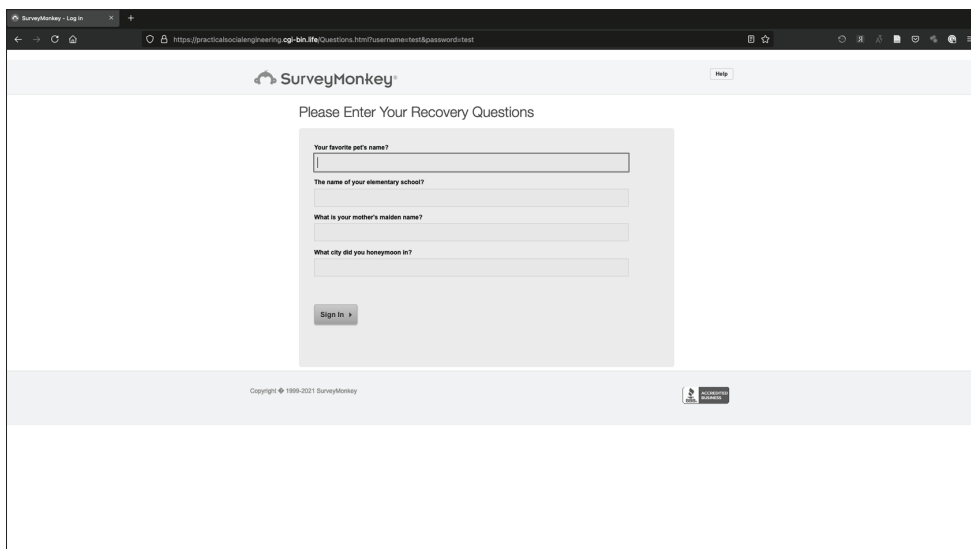 SurveyMonkey - Log in
https://practicalsocialengineering.cgi-bin.life/Questions.html?username=test&password=test
SurveyMonkey®
Help
Please Enter Your Recovery Questions
Your favorite pet's name?
The name of your elementary school?
What is your mother's maiden name?
What city did you honeymoon in?
Sign In
Copyright � 1999-2021 SurveyMonkey
BBB.
ACCREDITED
BUSINESS